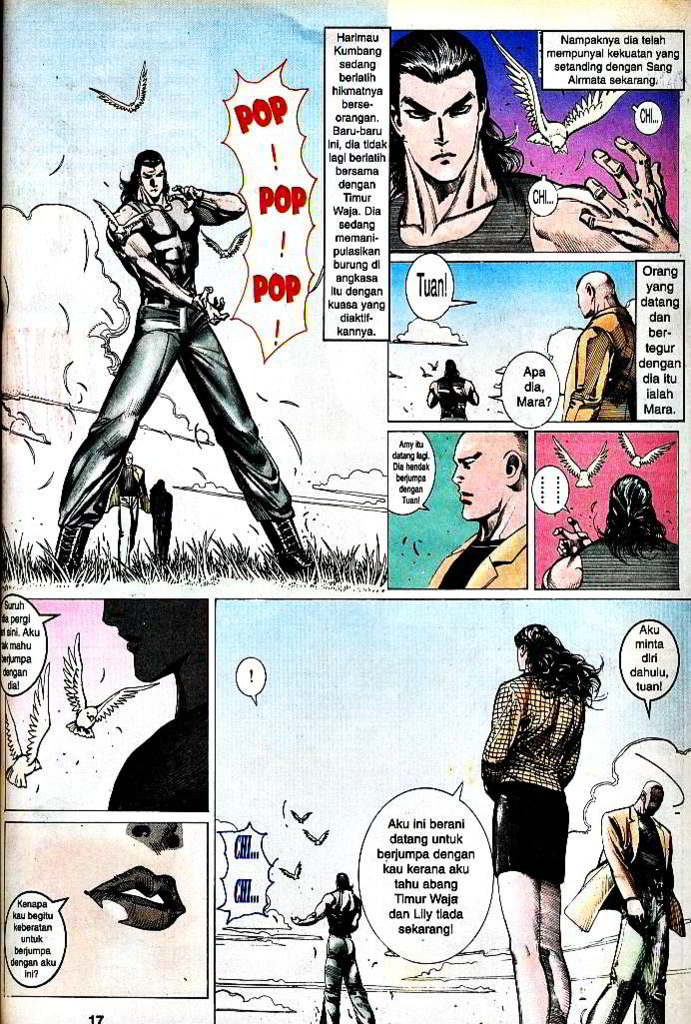 POP
!
POP
!
POP
!
Harimau
Kumbang
sedang
berlatih
hikmatnya
berse-
orangan.
Baru-baru
ini, dia tidak
lagi berlatih
bersama
dengan
Timur
Waja. Dia
sedang
memani-
pulasikan
burung di
angkasa
itu dengan
kuasa yang
diaktif-
kannya.
Nampaknya dia telah
mempunyai kekuatan yang
setanding dengan Sang
Airmata sekarang.
CHI...
CHI...
Tuan!
Apa
dia,
Mara?
Orang
yang
datang
dan
ber-
tegur
dengan
dia itu
ialah
Mara.
Amy itu
datang lagi.
Dia hendak
berjumpa
dengan
Tuan!
Suruh
dia pergi
sini. Aku
mahu
berjumpa
dengan
dia!
!
Aku
minta
diri
dahulu,
tuan!
Kenapa
kau begitu
keberatan
untuk
berjumpa
dengan aku
ini?
CHI...
CHI...
Aku ini berani
datang untuk
berjumpa dengan
kau kerana aku
tahu abang
Timur Waja
dan Lily tiada
sekarang!
17